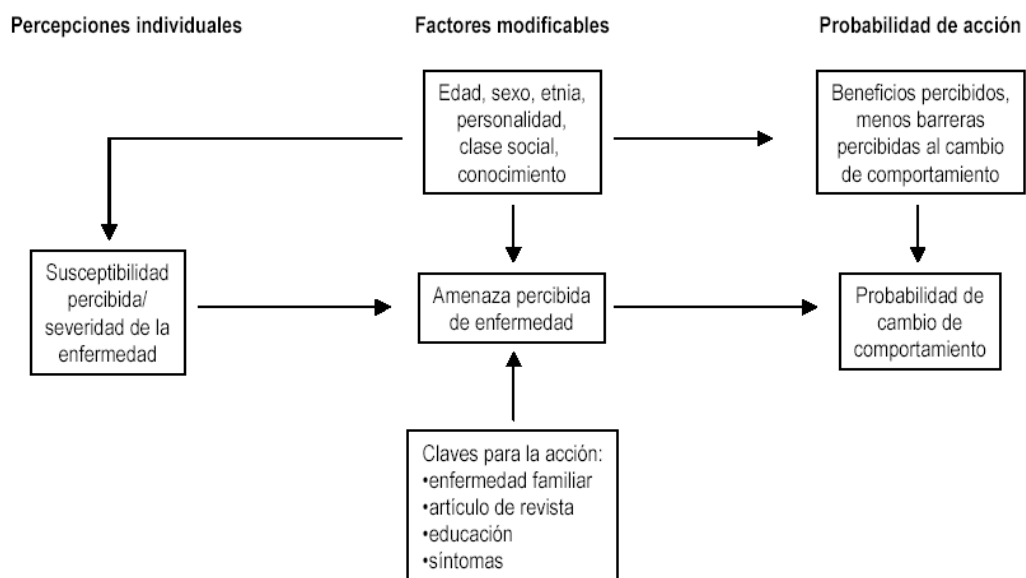 Percepciones individuales
Factores modificables
Probabilidad de acción
Edad, sexo, etnia,
personalidad,
clase social,
conocimiento
Beneficios percibidos,
menos barreras
percibidas al cambio
de comportamiento
Susceptibilidad
percibida/
severidad de la
enfermedad
Amenaza percibida
de enfermedad
Probabilidad de
cambio de
comportamiento
Claves para la acción:
•enfermedad familiar
•artículo de revista
•educación
•síntomas